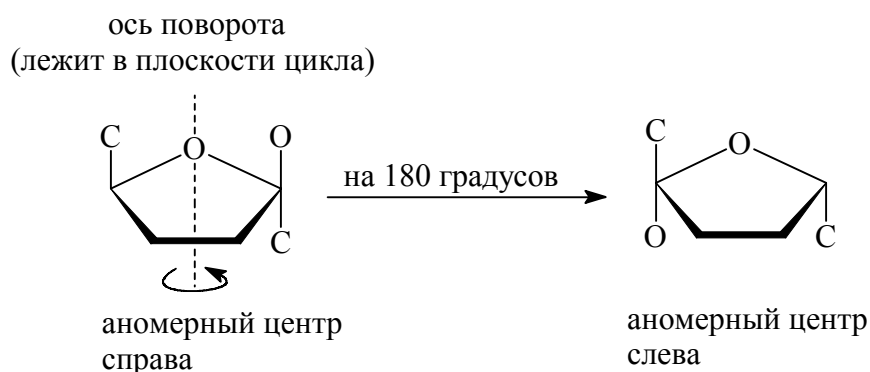 ось поворота
(лежит в плоскости цикла)
C O O
C
на 180 градусов
C O
O C
аномерный центр
справа
аномерный центр
слева